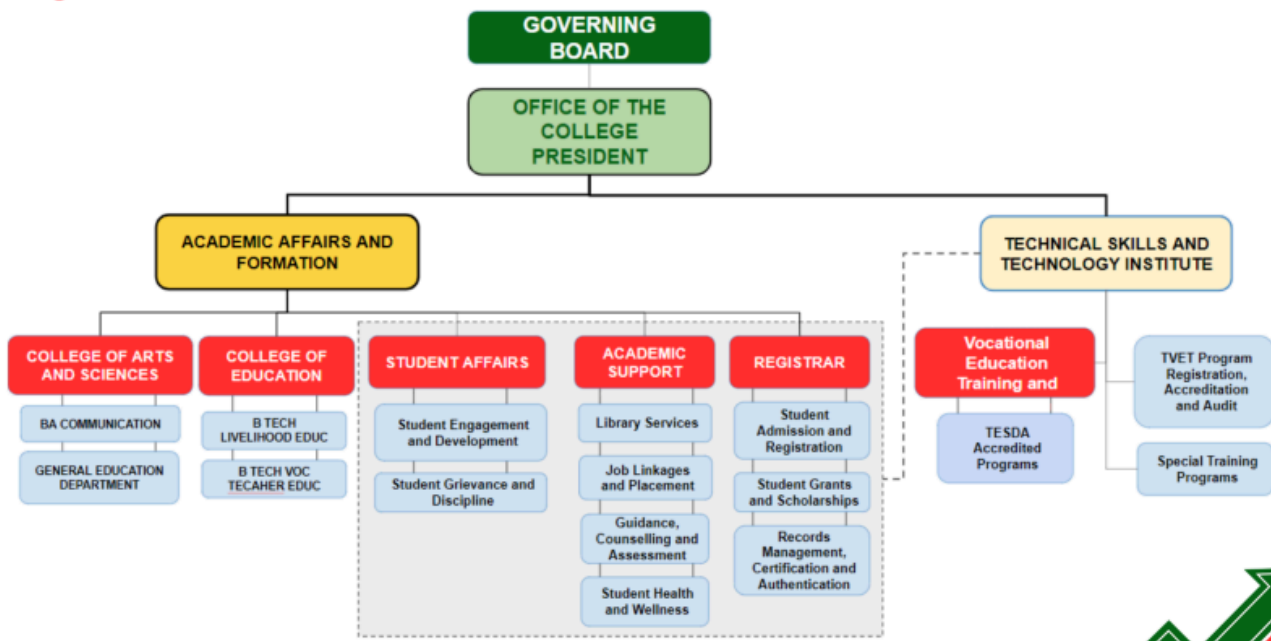 GOVERNING
BOARD
OFFICE OF THE
COLLEGE
PRESIDENT
ACADEMIC AFFAIRS AND
FORMATION
TECHNICAL SKILLS AND
TECHNOLOGY INSTITUTE
COLLEGE OF ARTS
AND SCIENCES
BA COMMUNICATION
GENERAL EDUCATION
DEPARTMENT
COLLEGE OF
EDUCATION
B TECH
LIVELIHOOD EDUC
B TECH VOC
TECAHER EDUC
STUDENT AFFAIRS
Student Engagement
and Development
Student Grievance and
Discipline
ACADEMIC
SUPPORT
Library Services
Job Linkages
and Placement
Guidance,
Counselling and
Assessment
Student Health
and Wellness
REGISTRAR
Student
Admission and
Registration
Student Grants
and Scholarships
Records
Management,
Certification and
Authentication
Vocational
Education
Training and
TESDA
Accredited
Programs
TVET Program
Registration,
Accreditation
and Audit
Special Training
Programs